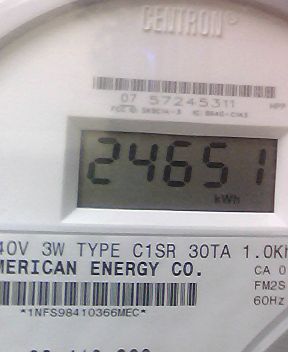 CENTRON
07 57245311
24651
kWh
40V 3W TYPE C1SR 30TA 1.0Kh
MERICAN ENERGY CO.
CA 0
FM2S
60Hz
*1NFS98410366MEC*